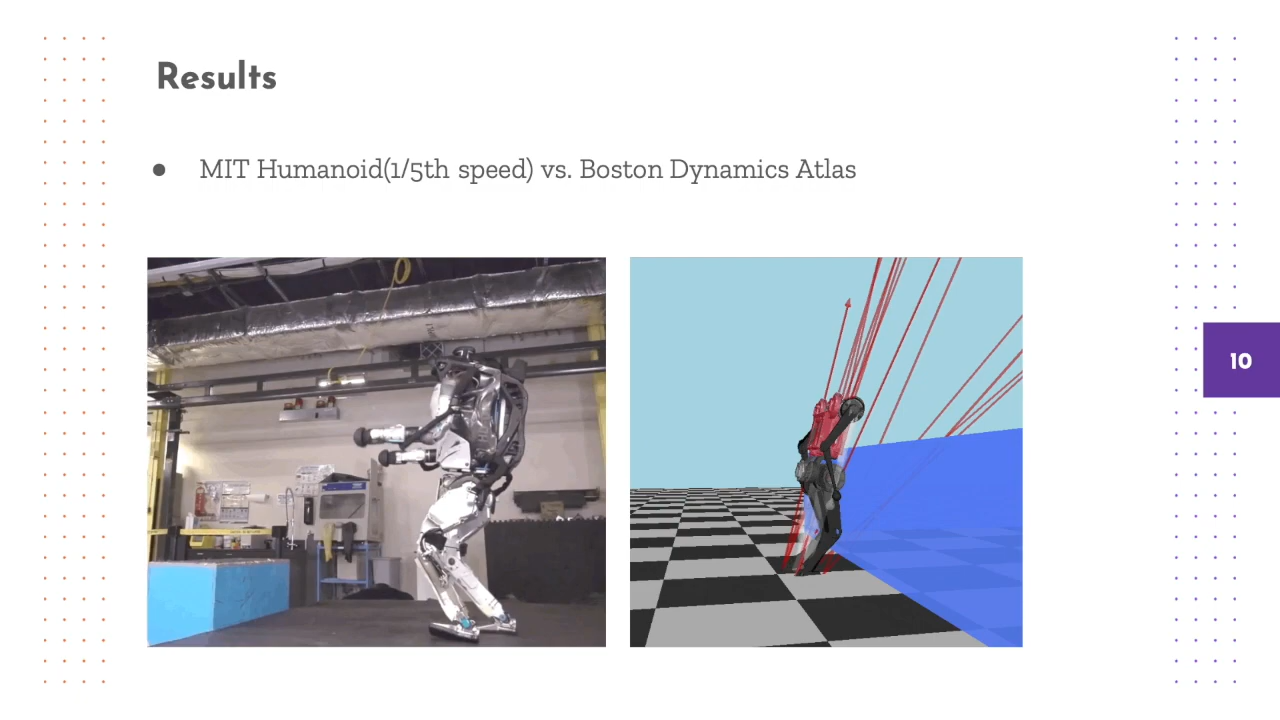 Results
● MIT Humanoid(1/5th speed) vs. Boston Dynamics Atlas
10